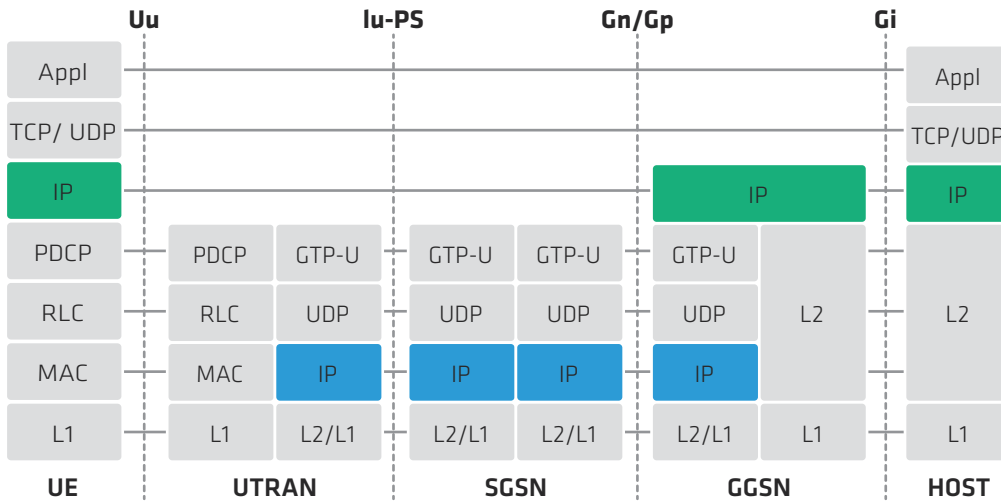 Uu Iu-PS Gn/Gp Gi
Appl Appl
TCP/ UDP TCP/UDP
IP IP IP
PDCP PDCP GTP-U GTP-U GTP-U GTP-U
RLC RLC UDP UDP UDP UDP L2 L2
MAC MAC IP IP IP IP
L1 L1 L2/L1 L2/L1 L2/L1 L2/L1 L1 L1
UE UTRAN SGSN GGSN HOST